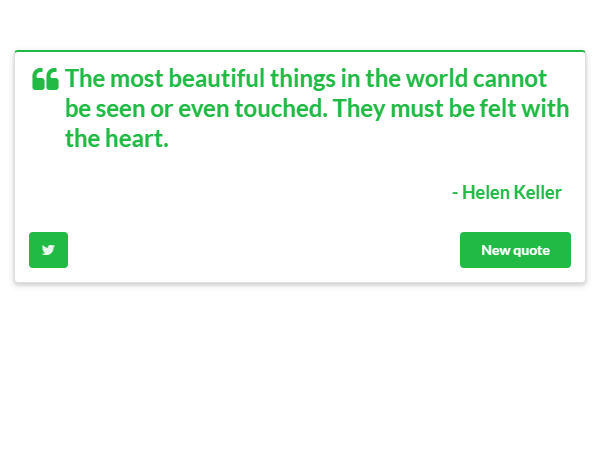 The most beautiful things in the world cannot
be seen or even touched. They must be felt with
the heart.
- Helen Keller
New quote